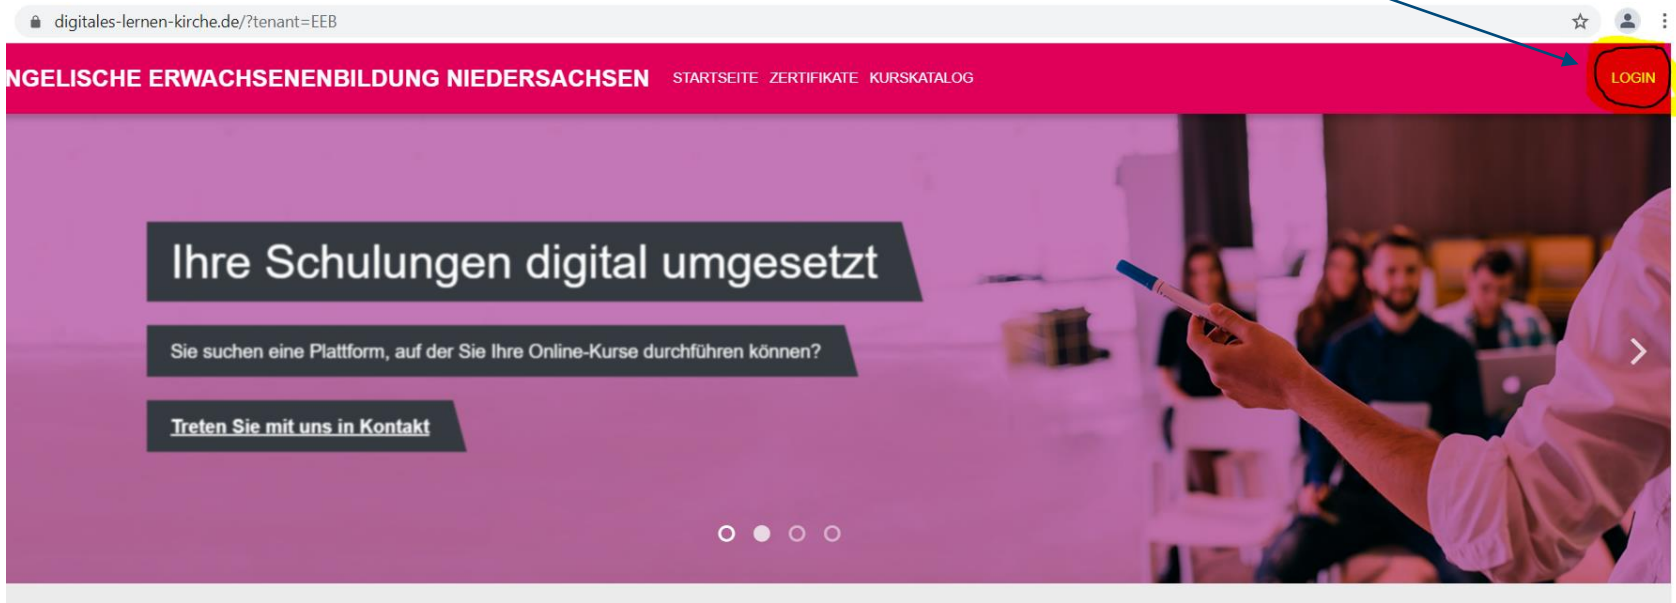 digitales-lernen-kirche.de/?tenant=EEB
NGELISCHE ERWACHSENENBILDUNG NIEDERSACHSEN STARTSEITE ZERTIFIKATE KURSKATALOG LOGIN
Ihre Schulungen digital umgesetzt
Sie suchen eine Plattform, auf der Sie Ihre Online-Kurse durchführen können?
Treten Sie mit uns in Kontakt